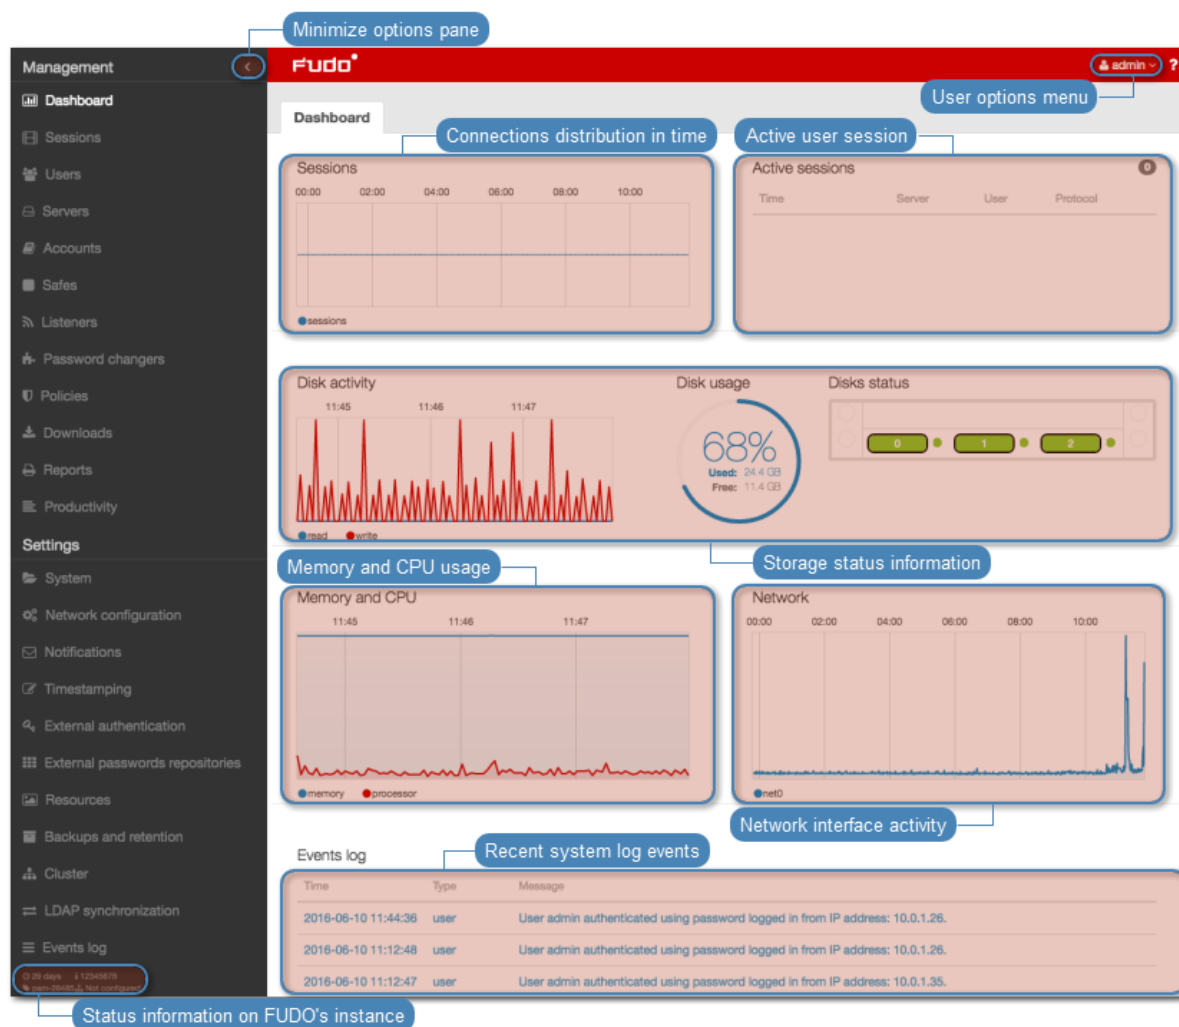 Minimize options pane
Management
FUDO
admin
?
User options menu
Dashboard
Sessions
Users
Servers
Accounts
Safes
Listeners
Password changers
Policies
Downloads
Reports
Productivity
Settings
System
Network configuration
Notifications
Timestamping
External authentication
External passwords repositories
Resources
Backups and retention
Cluster
LDAP synchronization
Events log
29 days 12345678
Not configured
Status information on FUDO's instance
Dashboard
Connections distribution in time
Active user session
Sessions
00:00 02:00 04:00 06:00 08:00 10:00
sessions
Active sessions 0
Time Server User Protocol
Disk activity
11:45 11:46 11:47
read write
Disk usage
68%
Used: 24.4 GB
Free: 11.4 GB
Disks status
0 1 2
Storage status information
Memory and CPU usage
Memory and CPU
11:45 11:46 11:47
memory processor
Network
00:00 02:00 04:00 06:00 08:00 10:00
net0
Network interface activity
Recent system log events
Events log
Time Type Message
2016-06-10 11:44:36 user User admin authenticated using password logged in from IP address: 10.0.1.26.
2016-06-10 11:12:48 user User admin authenticated using password logged in from IP address: 10.0.1.26.
2016-06-10 11:12:47 user User admin authenticated using password logged in from IP address: 10.0.1.35.